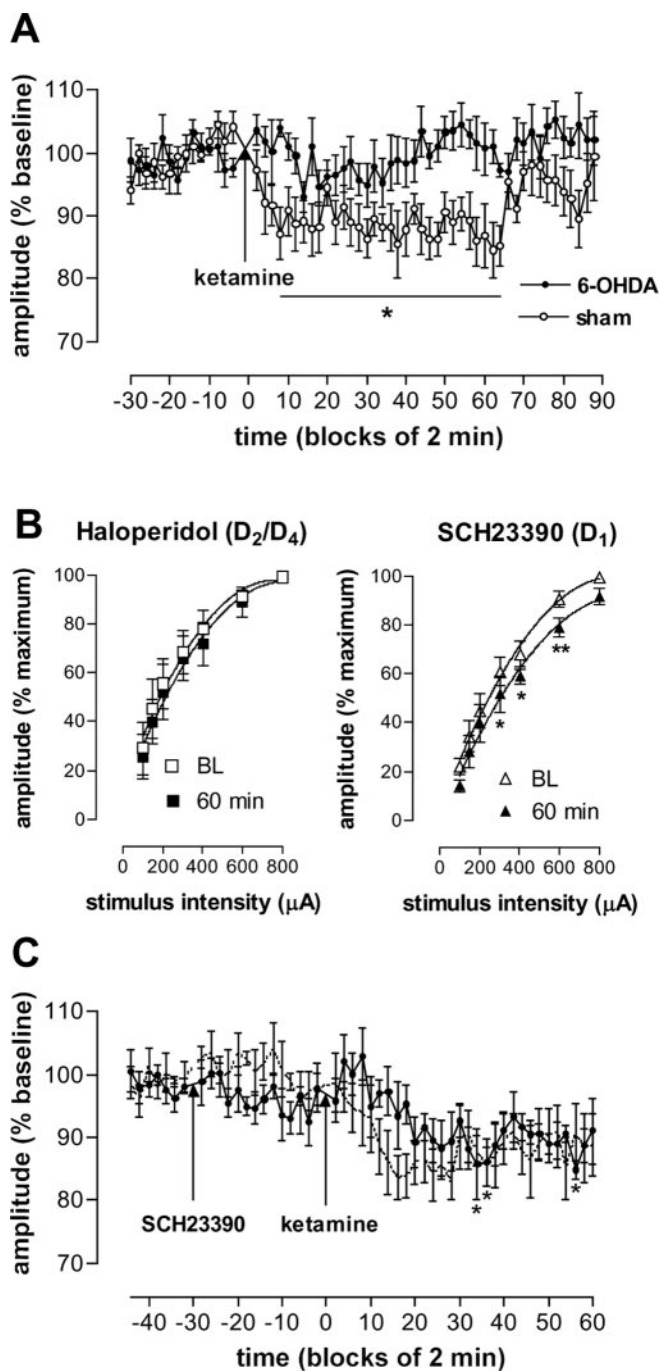 A
amplitude (% baseline)
110
100
90
80
70
ketamine
*
6-OHDA
sham
-30 -20 -10 0 10 20 30 40 50 60 70 80 90
time (blocks of 2 min)
B
Haloperidol (D2/D4)
amplitude (% maximum)
100
80
60
40
20
0
BL
60 min
0 200 400 600 800
stimulus intensity (µA)
SCH23390 (D1)
amplitude (% maximum)
100
80
60
40
20
0
**
*
*
BL
60 min
0 200 400 600 800
stimulus intensity (µA)
C
amplitude (% baseline)
110
100
90
80
70
SCH23390
ketamine
*
*
*
-40 -30 -20 -10 0 10 20 30 40 50 60
time (blocks of 2 min)